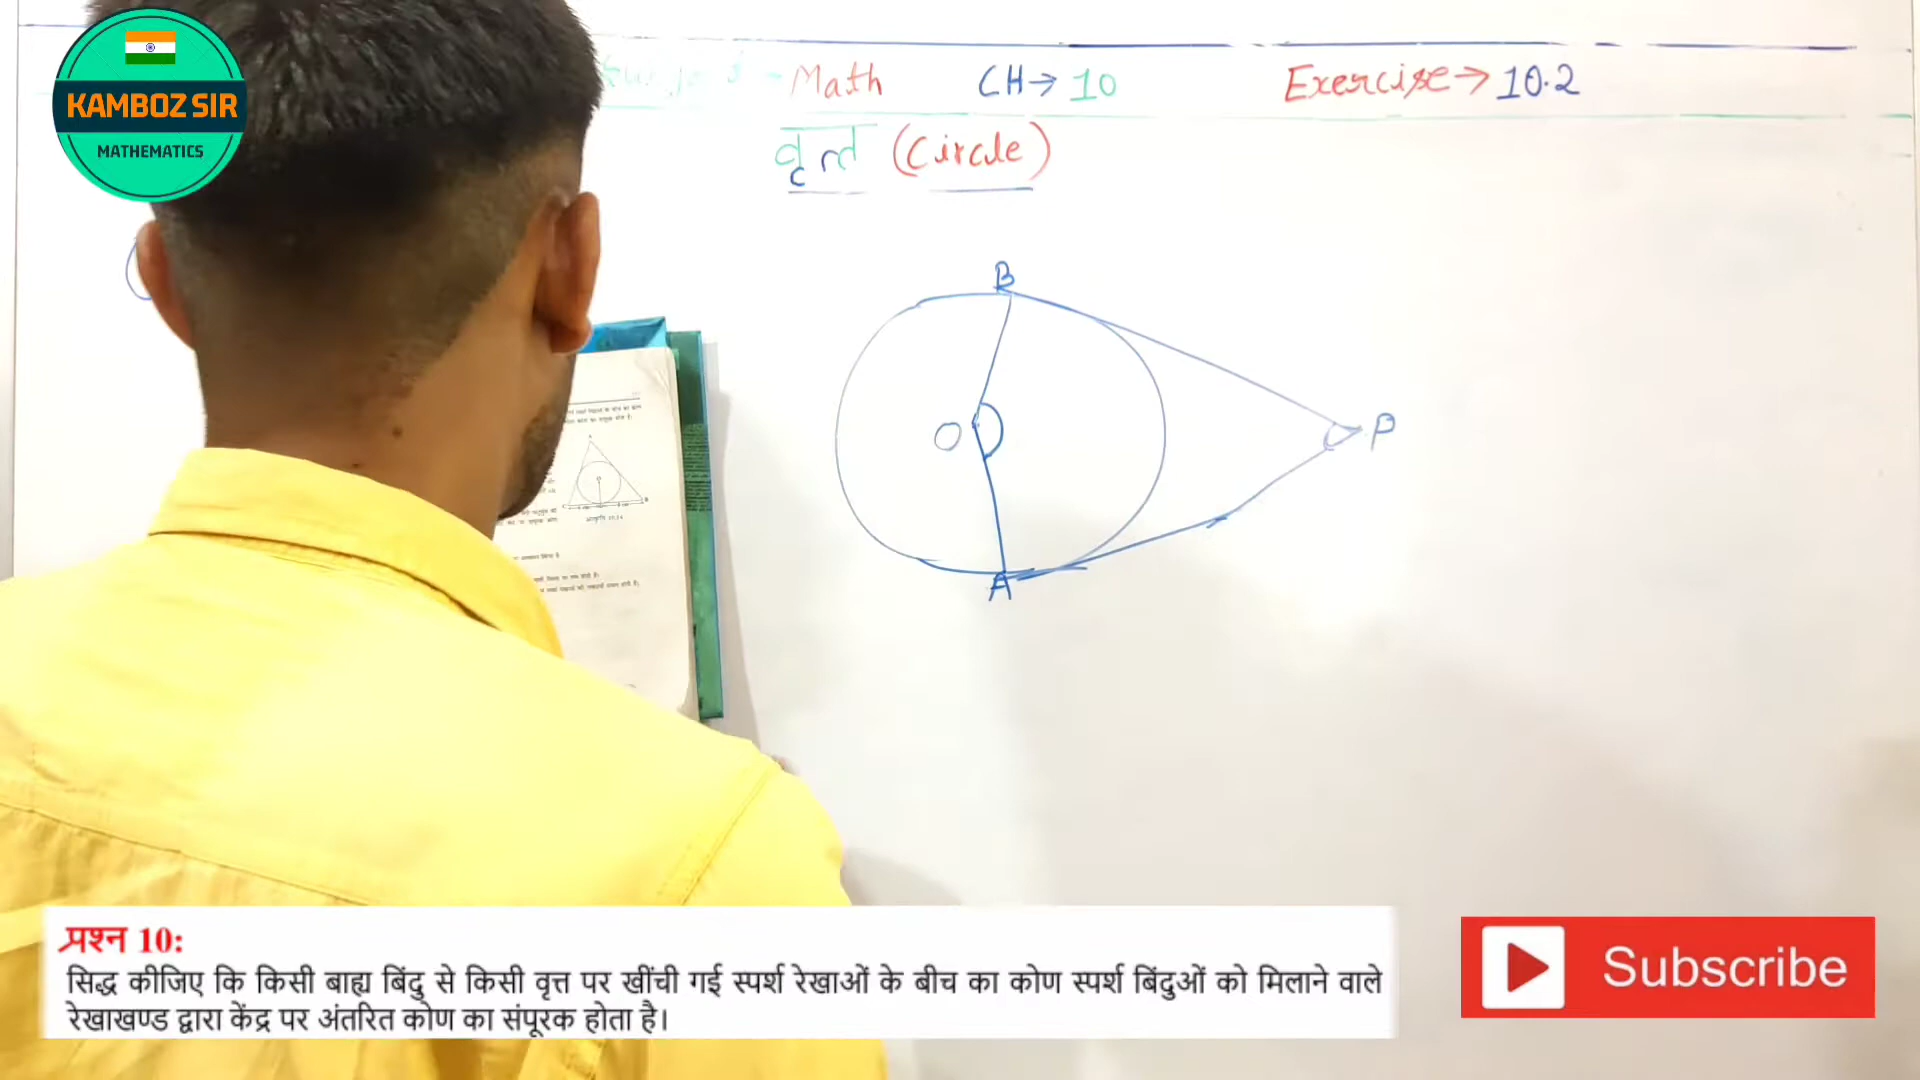 KAMBOZ SIR
MATHEMATICS
Math CH→ 10 Exercise → 10.2
वृत्त (Circle)
B
O
P
A
प्रश्न 10:
सिद्ध कीजिए कि किसी बाह्य बिंदु से किसी वृत्त पर खींची गई स्पर्श रेखाओं के बीच का कोण स्पर्श बिंदुओं को मिलाने वाले
रेखाखण्ड द्वारा केंद्र पर अंतरित कोण का संपूरक होता है।
Subscribe